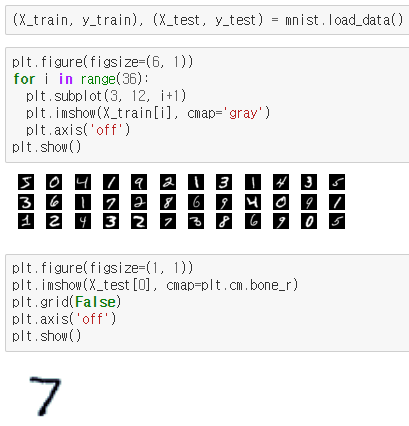 (X_train, y_train), (X_test, y_test) = mnist.load_data()
plt.figure(figsize=(6, 1))
for i in range(36):
  plt.subplot(3, 12, i+1)
  plt.imshow(X_train[i], cmap='gray')
  plt.axis('off')
plt.show()
5 0 4 1 9 2 1 3 1 4 3 5
3 6 1 7 2 8 6 9 4 0 9 1
1 2 4 3 2 7 3 8 6 9 0 5
plt.figure(figsize=(1, 1))
plt.imshow(X_test[0], cmap=plt.cm.bone_r)
plt.grid(False)
plt.axis('off')
plt.show()
7